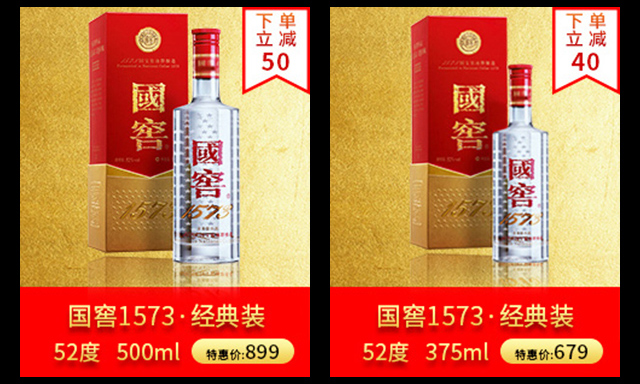 下单
立减
50
國
窖
國
窖
1573
1573
国窖1573·经典装
52度 500ml 特惠价:899
下单
立减
40
國
窖
國
窖
1573
1573
国窖1573·经典装
52度 375ml 特惠价:679